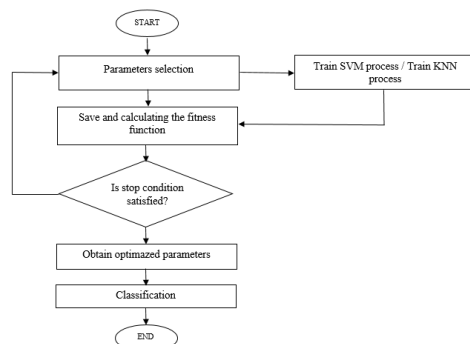 START
Parameters selection
Train SVM process / Train KNN
process
Save and calculating the fitness
function
Is stop condition
satisfied?
Obtain optimazed parameters
Classification
END